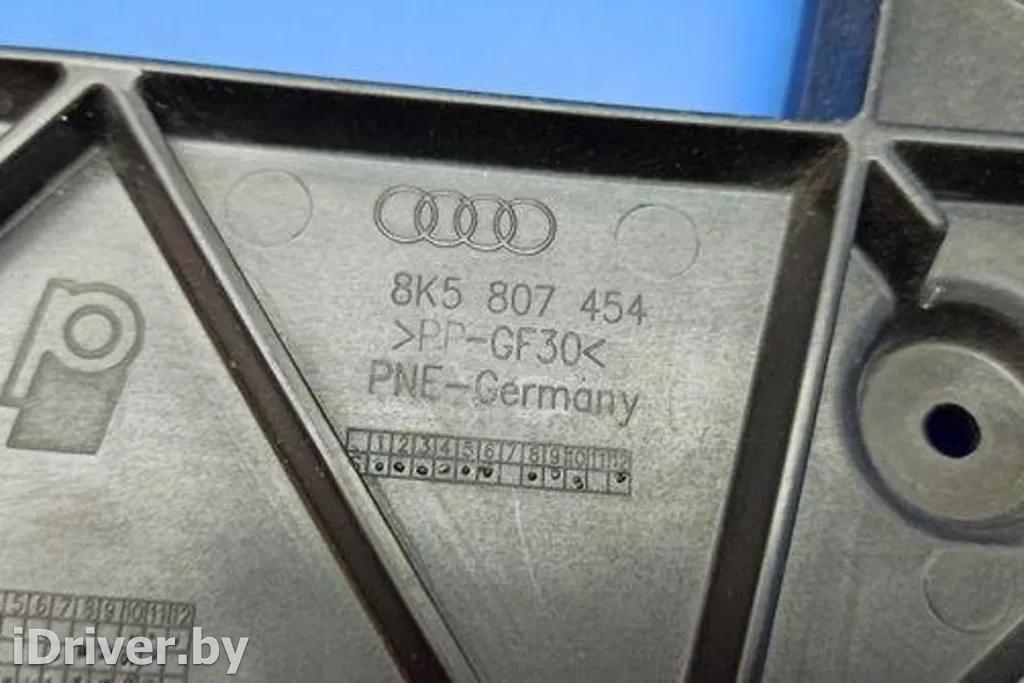 8K5 807 454
>PP-GF30<
PNE-Germany
1 2 3 4 5 6 7 8 9 10 11 12
5 6 7 8 9 10 11 12
iDriver.by